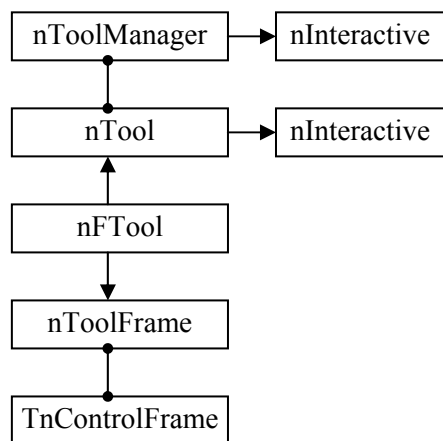 nToolManager nInteractive
nTool nInteractive
nFTool
nToolFrame
TnControlFrame